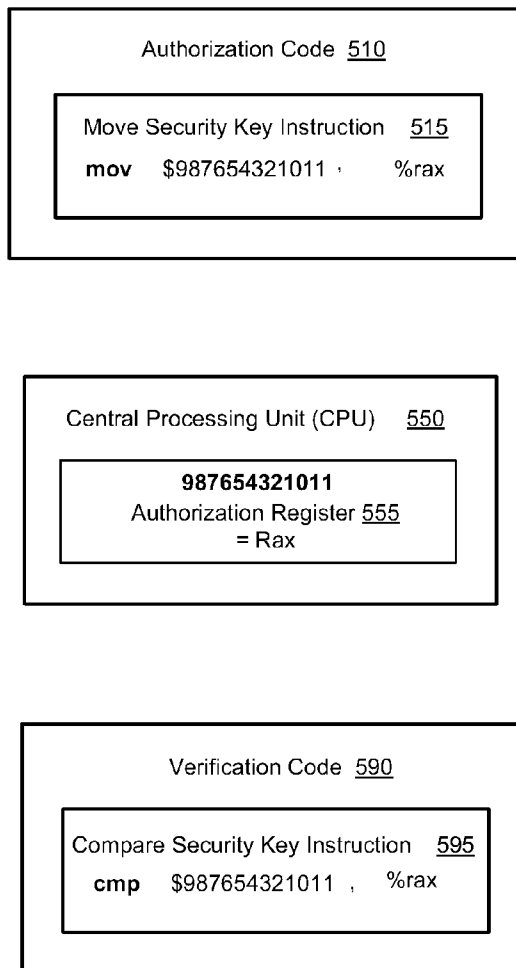 Authorization Code 510
Move Security Key Instruction 515
mov $987654321011 , %rax
Central Processing Unit (CPU) 550
987654321011
Authorization Register 555
= Rax
Verification Code 590
Compare Security Key Instruction 595
cmp $987654321011 , %rax